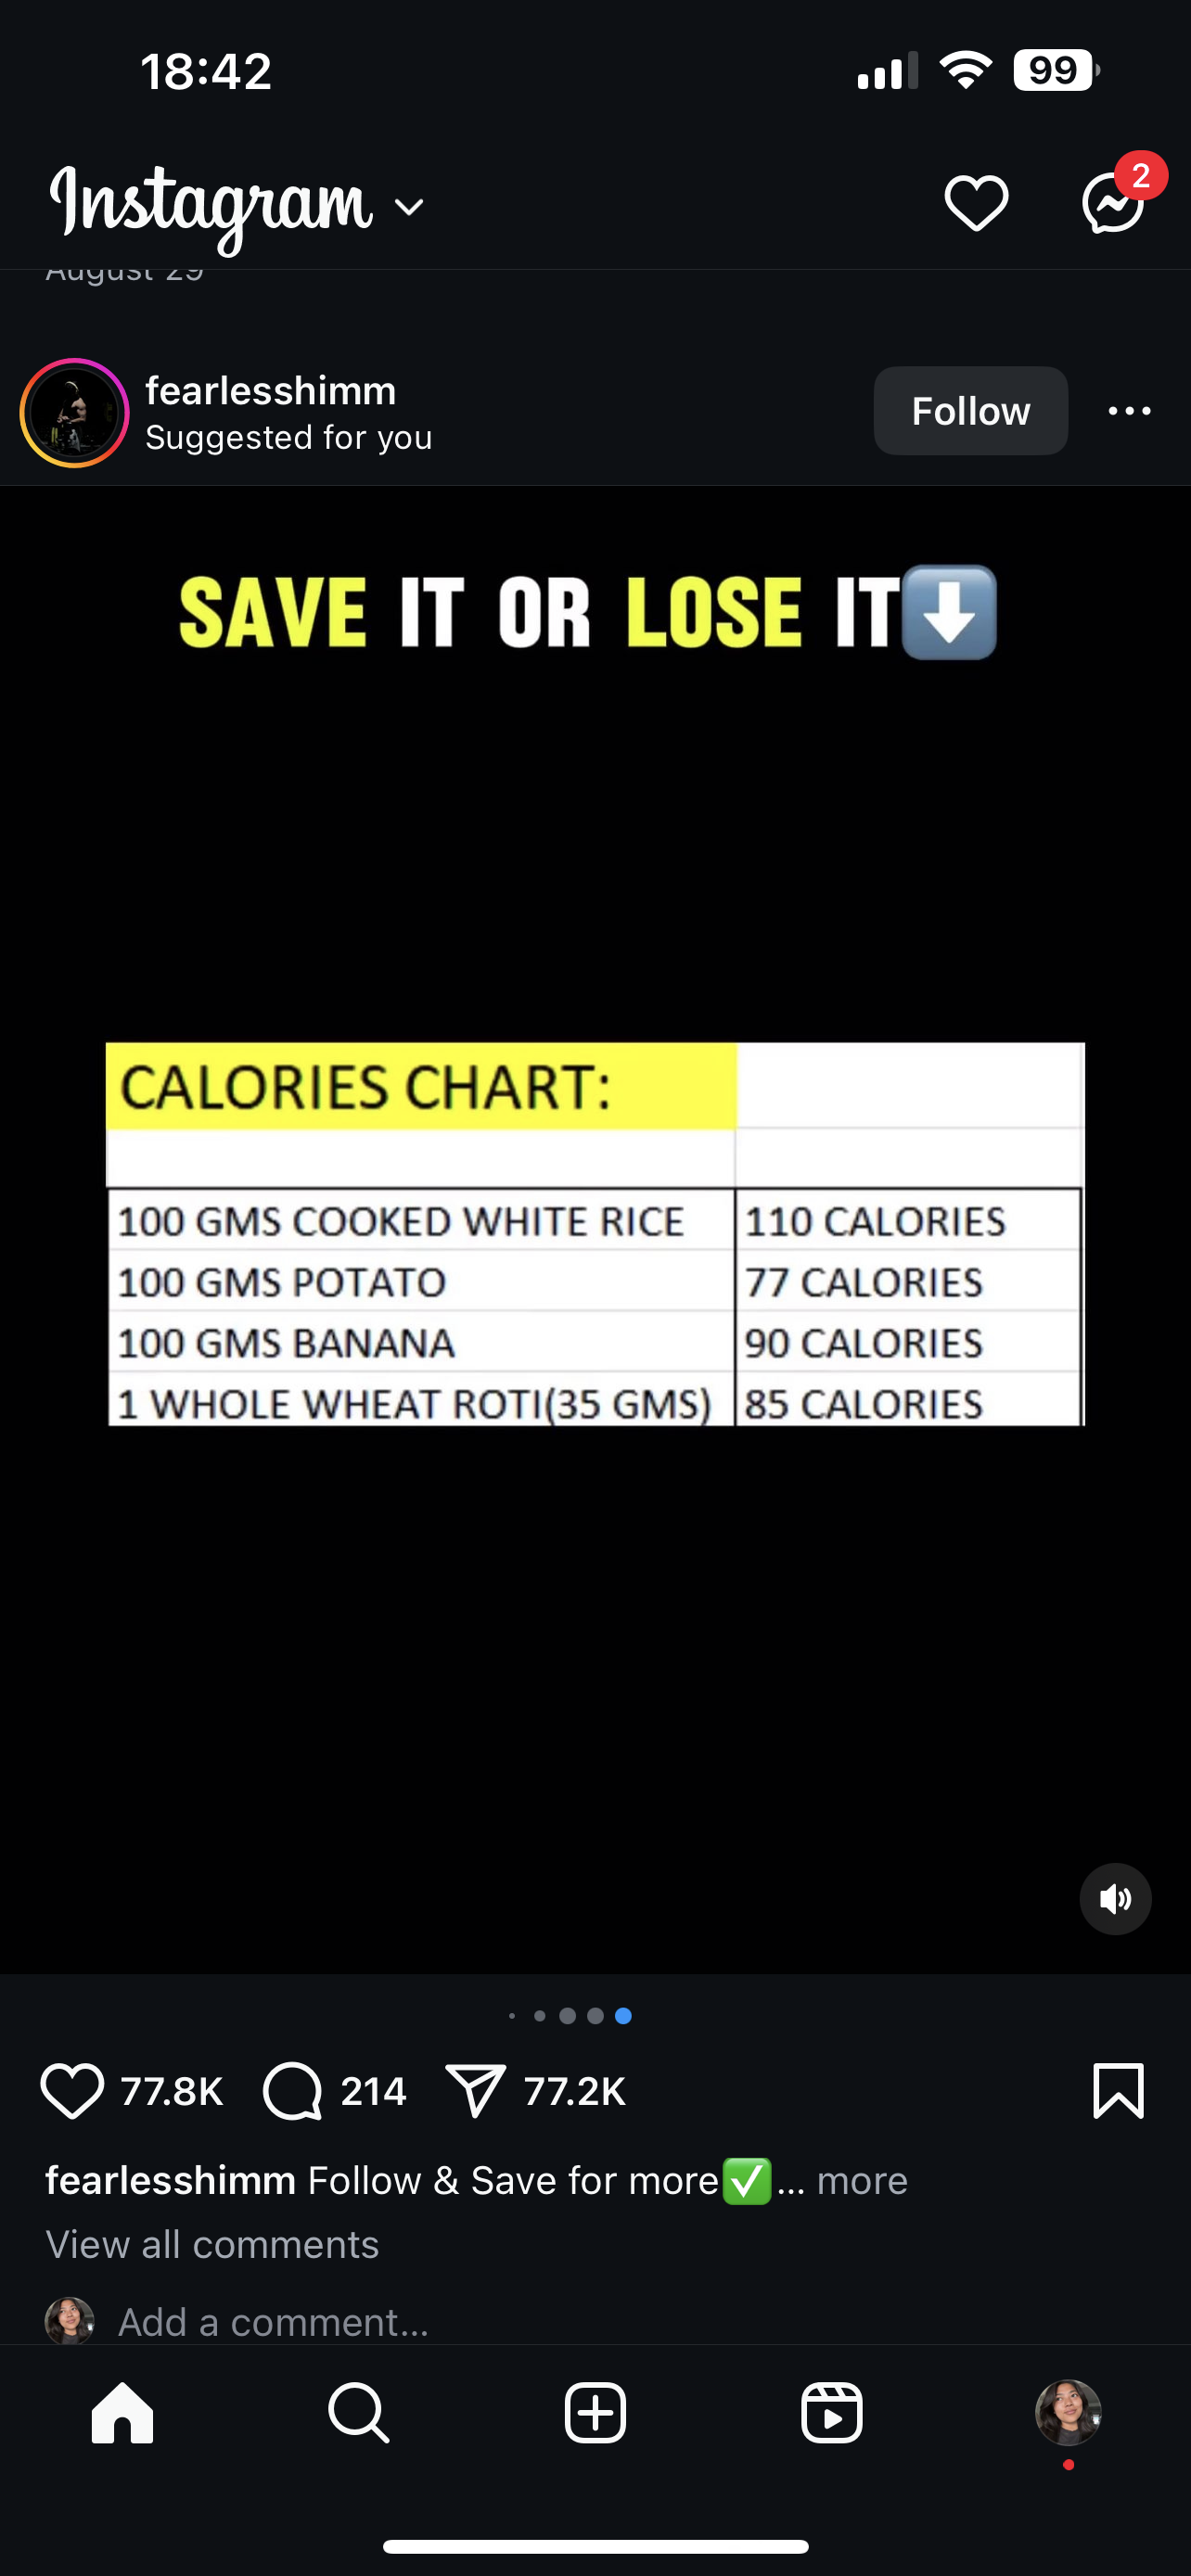 18:42
99
Instagram
2
August 29
fearlesshimm
Suggested for you
Follow
SAVE IT OR LOSE IT⬇️
CALORIES CHART:
100 GMS COOKED WHITE RICE 110 CALORIES
100 GMS POTATO 77 CALORIES
100 GMS BANANA 90 CALORIES
1 WHOLE WHEAT ROTI(35 GMS) 85 CALORIES
77.8K 214 77.2K
fearlesshimm Follow & Save for more✅... more
View all comments
Add a comment...